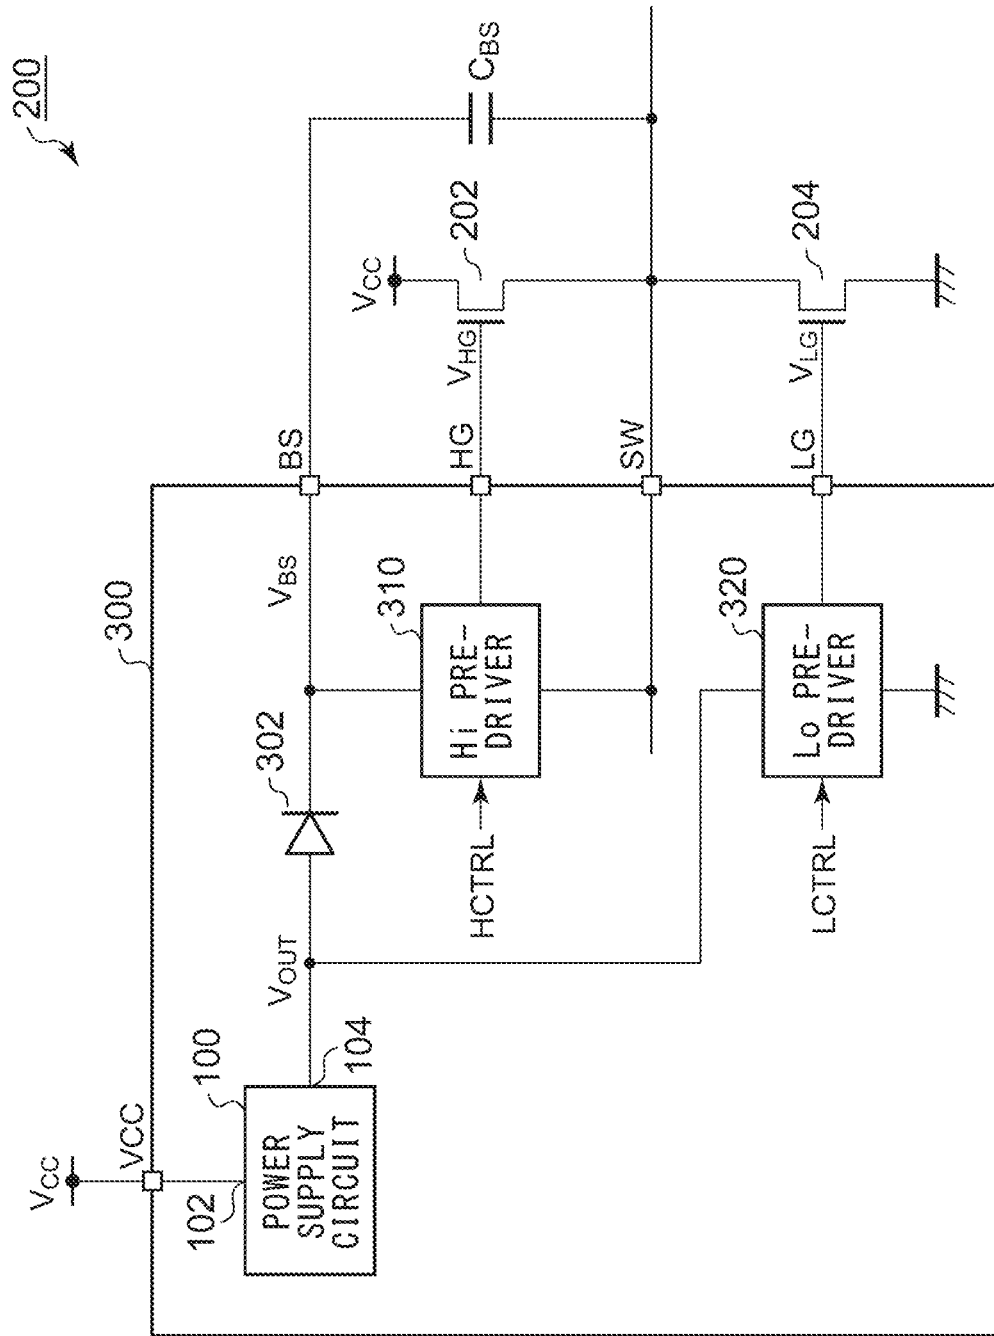 200
V_CC
VCC
300
102
100
POWER
SUPPLY
CIRCUIT
104
V_OUT
302
V_BS
BS
C_BS
HCTRL
310
Hi PRE-
DRIVER
HG
V_HG
V_CC
202
SW
LCTRL
320
Lo PRE-
DRIVER
LG
V_LG
204